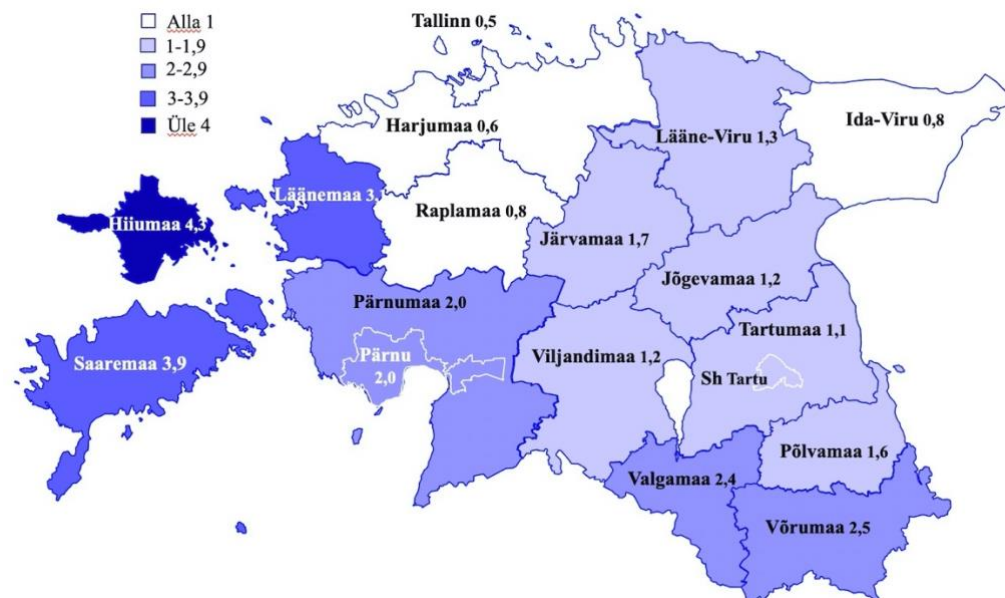 Alla 1
1-1,9
2-2,9
3-3,9
Üle 4
Tallinn 0,5
Harjumaa 0,6
Lääne-Viru 1,3
Ida-Viru 0,8
Läänemaa 3,
Raplamaa 0,8
Hiiumaa 4,3
Järvamaa 1,7
Jõgevamaa 1,2
Pärnumaa 2,0
Tartumaa 1,1
Saaremaa 3,9
Pärnu
2,0
Viljandimaa 1,2
Sh Tartu
Põlvamaa 1,6
Valgamaa 2,4
Võrumaa 2,5